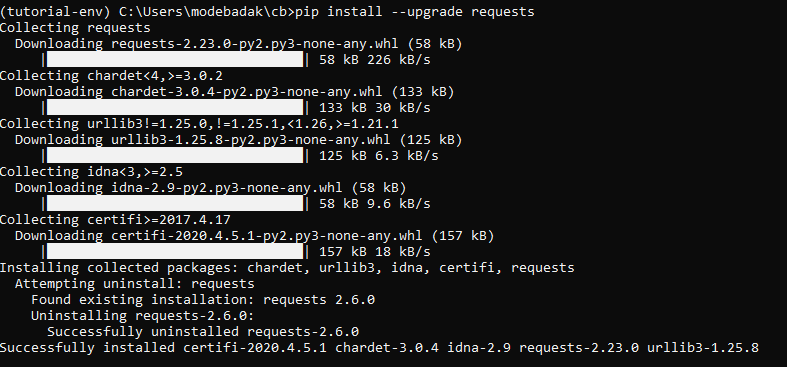 (tutorial-env) C:\Users\modebadak\cb>pip install --upgrade requests
Collecting requests
  Downloading requests-2.23.0-py2.py3-none-any.whl (58 kB)
     |████████████████████████████████| 58 kB 226 kB/s
Collecting chardet<4,>=3.0.2
  Downloading chardet-3.0.4-py2.py3-none-any.whl (133 kB)
     |████████████████████████████████| 133 kB 30 kB/s
Collecting urllib3!=1.25.0,!=1.25.1,<1.26,>=1.21.1
  Downloading urllib3-1.25.8-py2.py3-none-any.whl (125 kB)
     |████████████████████████████████| 125 kB 6.3 kB/s
Collecting idna<3,>=2.5
  Downloading idna-2.9-py2.py3-none-any.whl (58 kB)
     |████████████████████████████████| 58 kB 9.6 kB/s
Collecting certifi>=2017.4.17
  Downloading certifi-2020.4.5.1-py2.py3-none-any.whl (157 kB)
     |████████████████████████████████| 157 kB 18 kB/s
Installing collected packages: chardet, urllib3, idna, certifi, requests
  Attempting uninstall: requests
    Found existing installation: requests 2.6.0
    Uninstalling requests-2.6.0:
      Successfully uninstalled requests-2.6.0
Successfully installed certifi-2020.4.5.1 chardet-3.0.4 idna-2.9 requests-2.23.0 urllib3-1.25.8